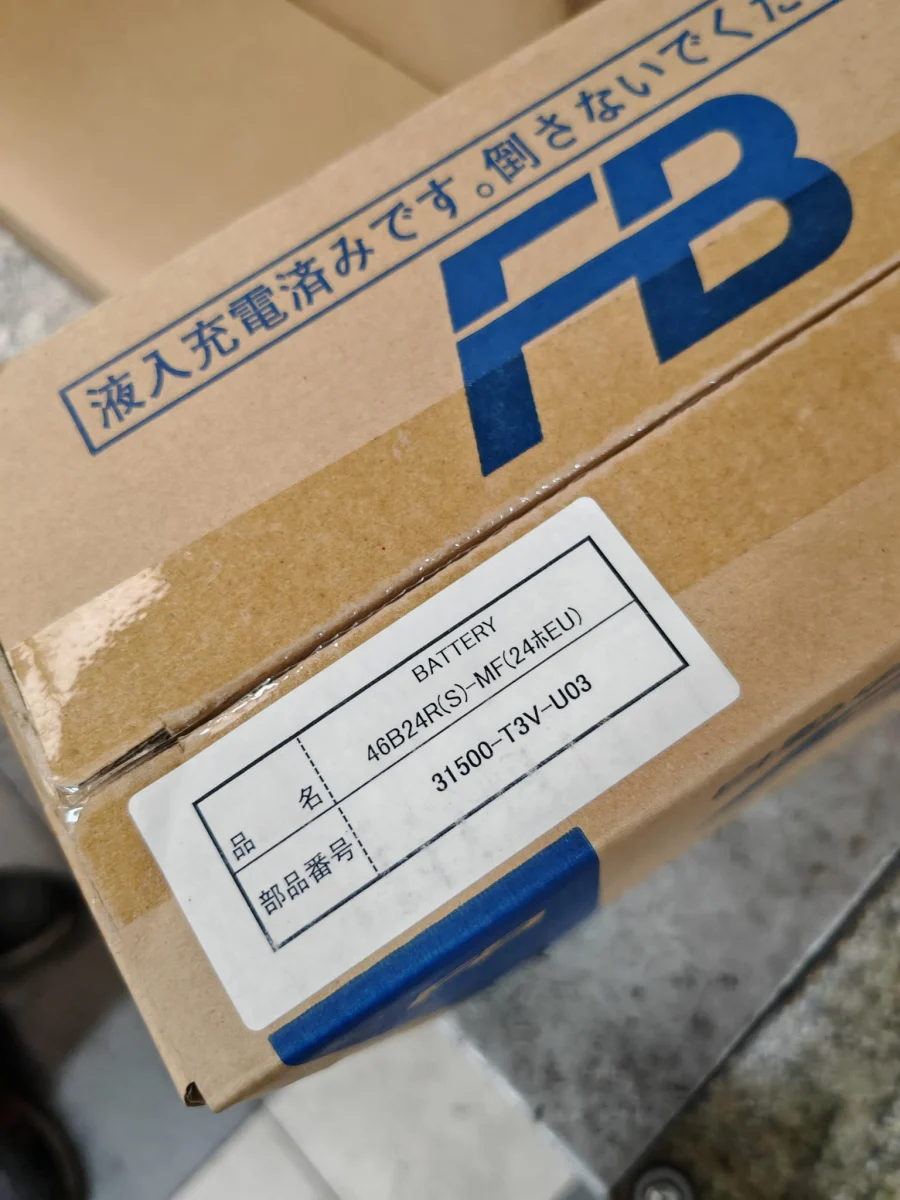 液入充電済みです。倒さないでくだ
FB
品 名 BATTERY
46B24R(S)-MF(24ホEU)
部品番号 31500-T3V-U03